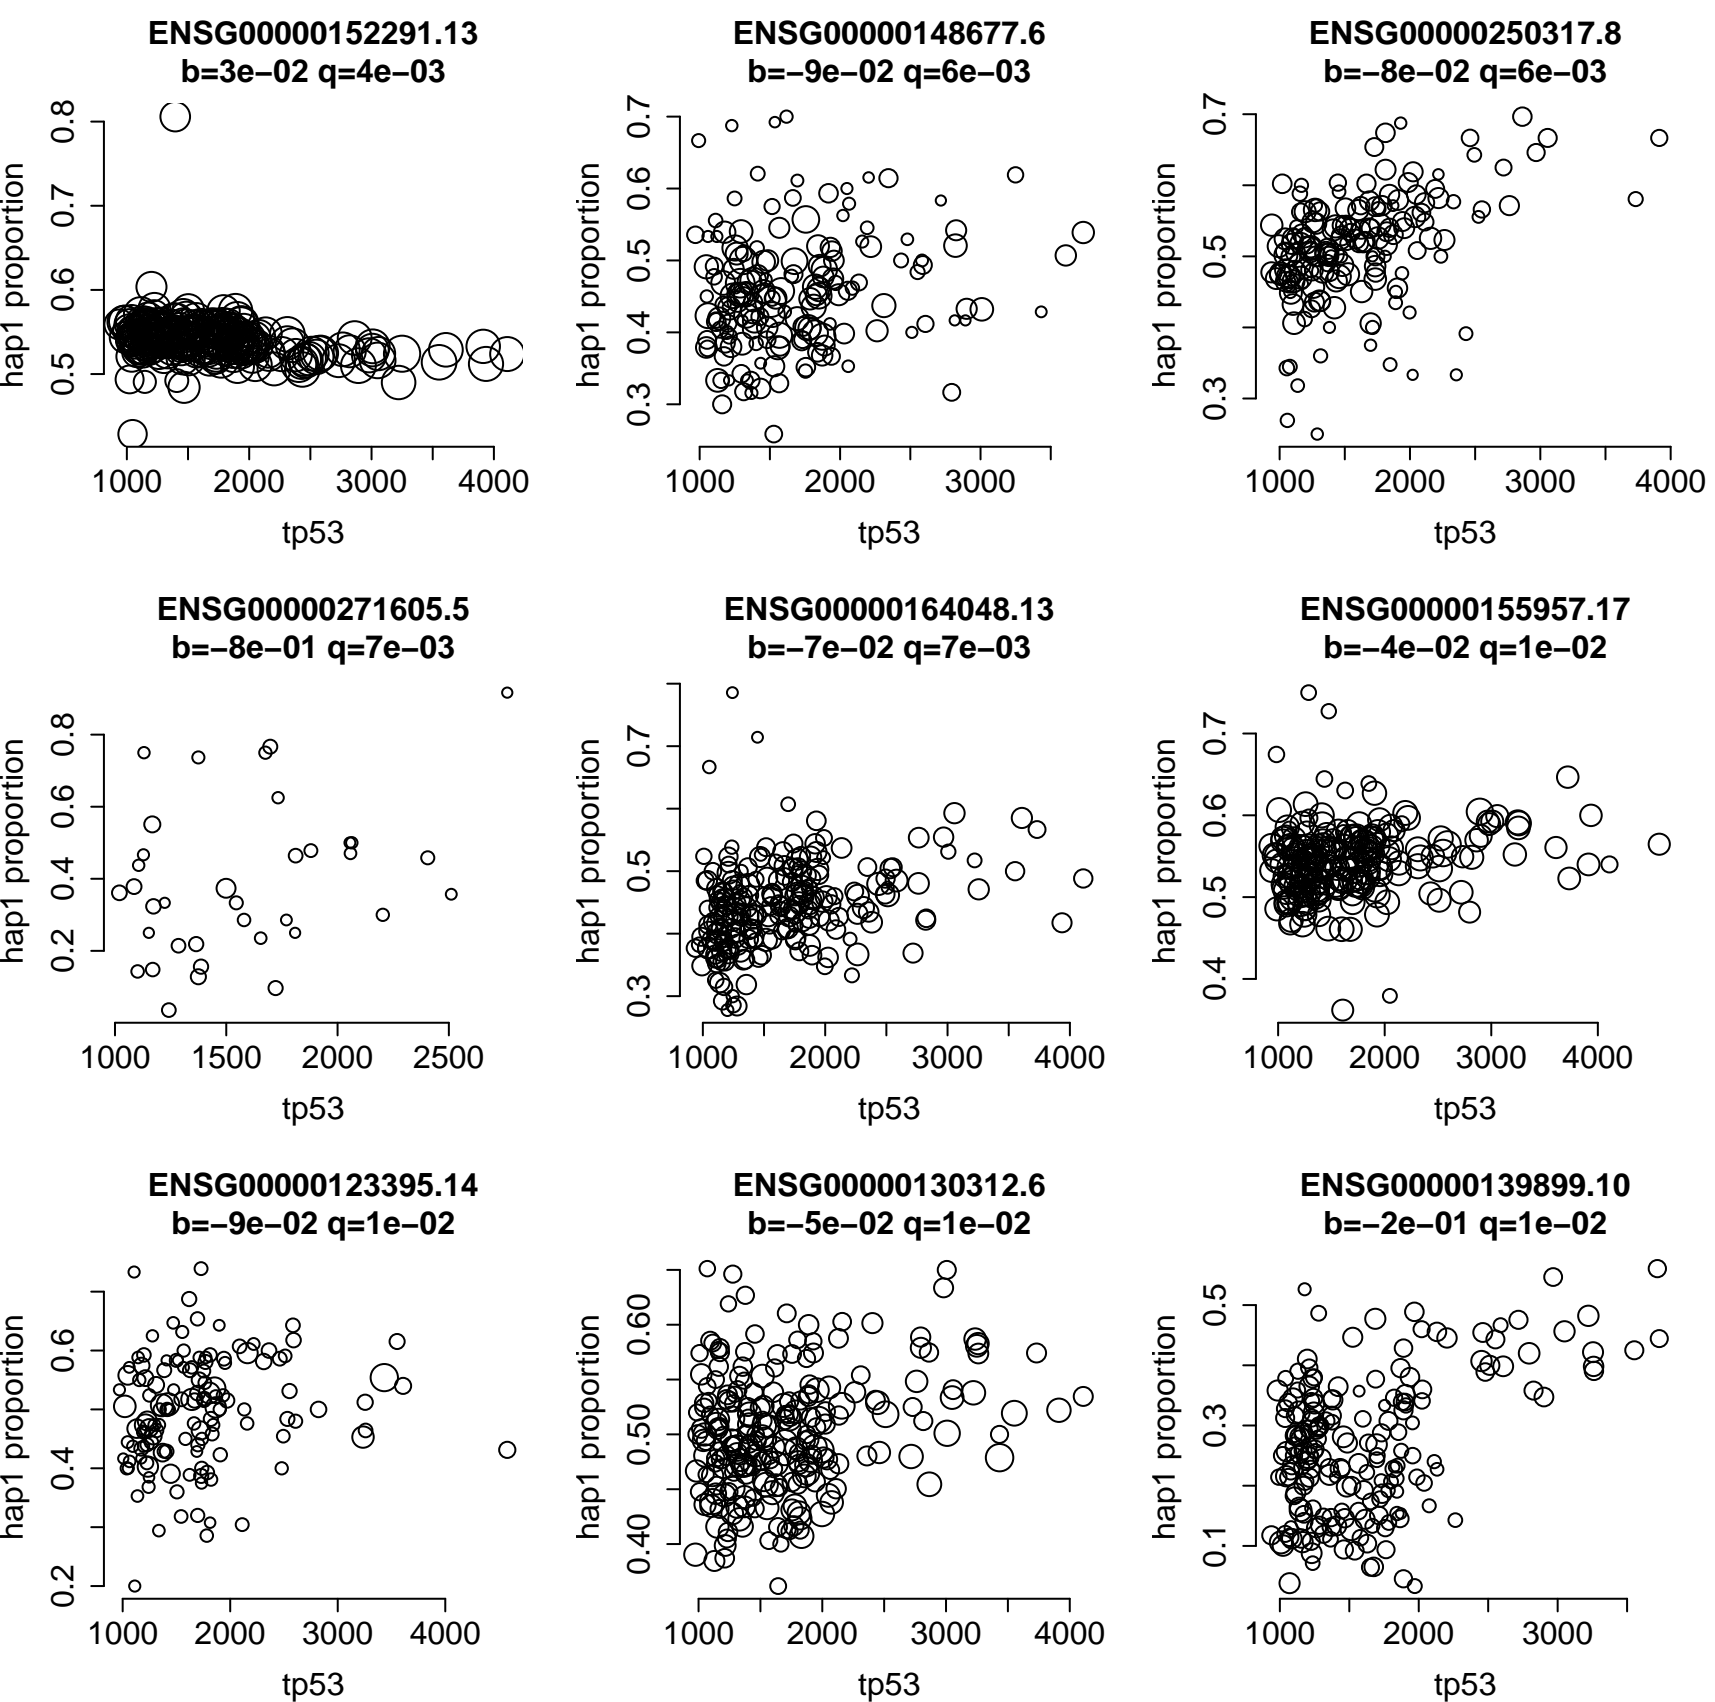 ENSG00000152291.13
b=3e−02 q=4e−03
hap1 proportion
0.5 0.6 0.7 0.8
1000 2000 3000 4000
tp53
ENSG00000148677.6
b=−9e−02 q=6e−03
hap1 proportion
0.3 0.4 0.5 0.6 0.7
1000 2000 3000
tp53
ENSG00000250317.8
b=−8e−02 q=6e−03
hap1 proportion
0.3 0.5 0.7
1000 2000 3000 4000
tp53
ENSG00000271605.5
b=−8e−01 q=7e−03
hap1 proportion
0.2 0.4 0.6 0.8
1000 1500 2000 2500
tp53
ENSG00000164048.13
b=−7e−02 q=7e−03
hap1 proportion
0.3 0.5 0.7
1000 2000 3000 4000
tp53
ENSG00000155957.17
b=−4e−02 q=1e−02
hap1 proportion
0.4 0.5 0.6 0.7
1000 2000 3000 4000
tp53
ENSG00000123395.14
b=−9e−02 q=1e−02
hap1 proportion
0.2 0.4 0.6
1000 2000 3000 4000
tp53
ENSG00000130312.6
b=−5e−02 q=1e−02
hap1 proportion
0.40 0.50 0.60
1000 2000 3000 4000
tp53
ENSG00000139899.10
b=−2e−01 q=1e−02
hap1 proportion
0.1 0.3 0.5
1000 2000 3000
tp53